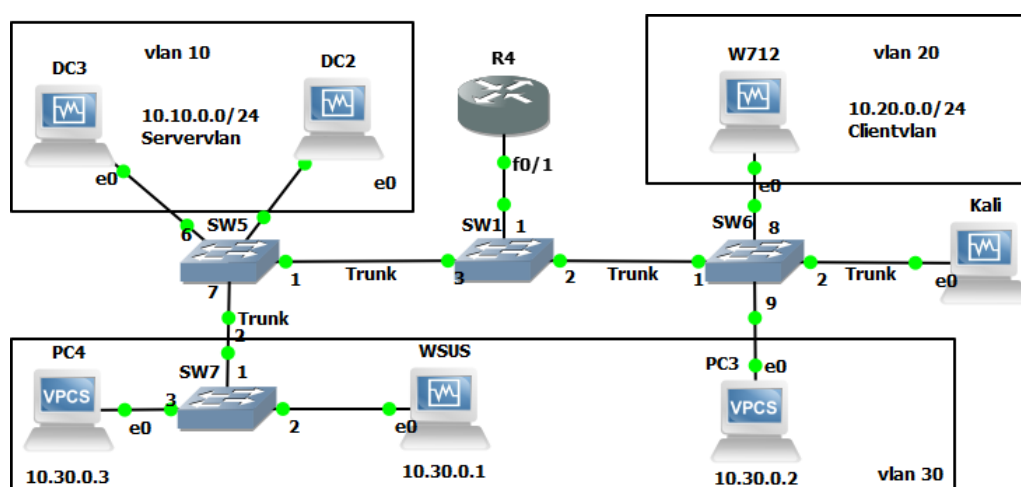 vlan 10
DC3
DC2
10.10.0.0/24
Servervlan
e0
e0
R4
f0/1
W712
vlan 20
10.20.0.0/24
Clientvlan
e0
6
SW5
1
7
Trunk
SW1
1
3
2
Trunk
SW6
8
1
2
9
Trunk
Kali
e0
Trunk
2
PC4
VPCS
e0
10.30.0.3
SW7
1
3
2
WSUS
e0
10.30.0.1
PC3
e0
VPCS
10.30.0.2
vlan 30